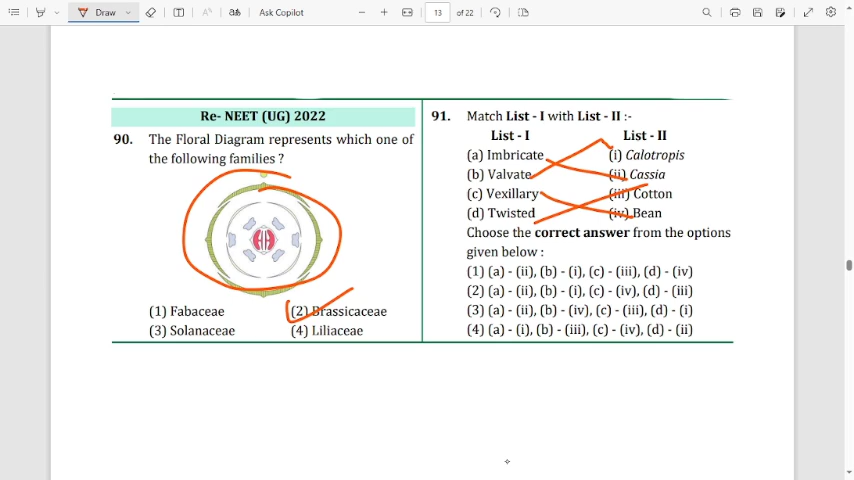 Draw
Ask Copilot
13 of 22
Re- NEET (UG) 2022
90. The Floral Diagram represents which one of
the following families ?
(1) Fabaceae (2) Brassicaceae
(3) Solanaceae (4) Liliaceae
91. Match List - I with List - II :-
List - I List - II
(a) Imbricate (i) Calotropis
(b) Valvate (ii) Cassia
(c) Vexillary (iii) Cotton
(d) Twisted (iv) Bean
Choose the correct answer from the options
given below :
(1) (a) - (ii), (b) - (i), (c) - (iii), (d) - (iv)
(2) (a) - (ii), (b) - (i), (c) - (iv), (d) - (iii)
(3) (a) - (ii), (b) - (iv), (c) - (iii), (d) - (i)
(4) (a) - (i), (b) - (iii), (c) - (iv), (d) - (ii)